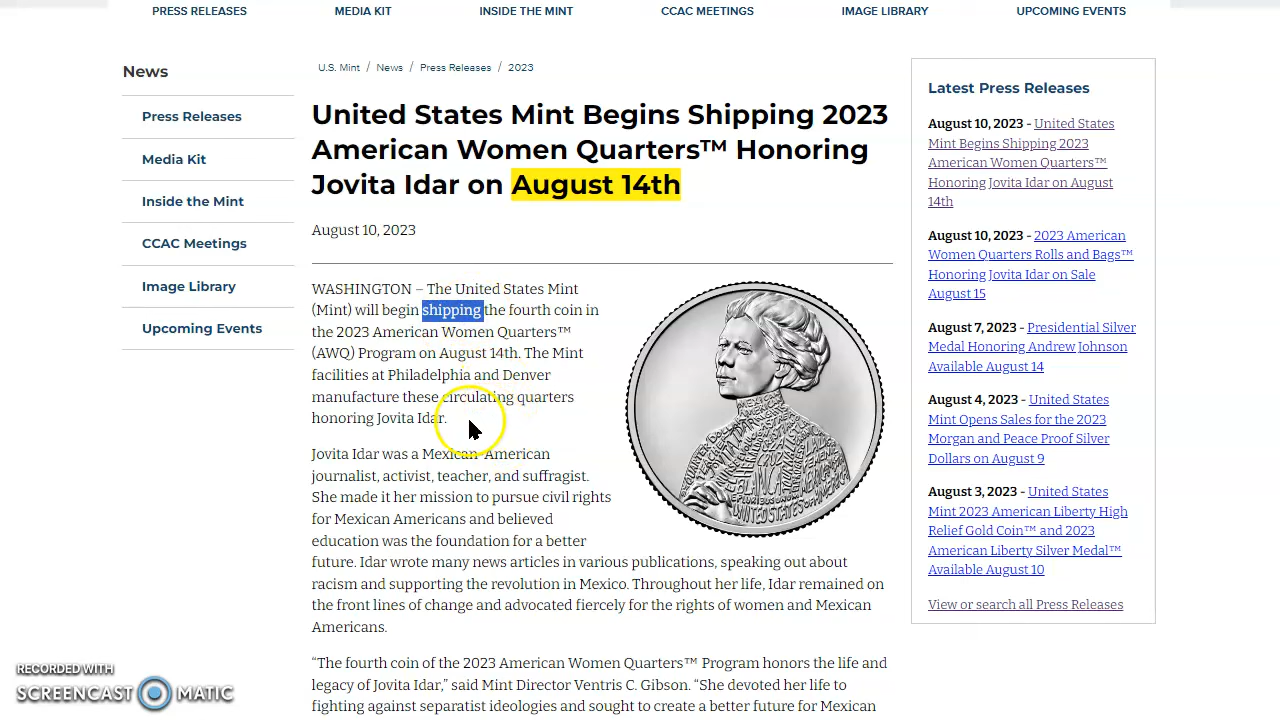 PRESS RELEASES MEDIA KIT INSIDE THE MINT CCAC MEETINGS IMAGE LIBRARY UPCOMING EVENTS
News
Press Releases
Media Kit
Inside the Mint
CCAC Meetings
Image Library
Upcoming Events
U.S. Mint / News / Press Releases / 2023
United States Mint Begins Shipping 2023
American Women Quarters™ Honoring
Jovita Idar on August 14th
August 10, 2023
WASHINGTON – The United States Mint
(Mint) will begin shipping the fourth coin in
the 2023 American Women Quarters™
(AWQ) Program on August 14th. The Mint
facilities at Philadelphia and Denver
manufacture these circulating quarters
honoring Jovita Idar.
Jovita Idar was a Mexican-American
journalist, activist, teacher, and suffragist.
She made it her mission to pursue civil rights
for Mexican Americans and believed
education was the foundation for a better
future. Idar wrote many news articles in various publications, speaking out about
racism and supporting the revolution in Mexico. Throughout her life, Idar remained on
the front lines of change and advocated fiercely for the rights of women and Mexican
Americans.
“The fourth coin of the 2023 American Women Quarters™ Program honors the life and
legacy of Jovita Idar,” said Mint Director Ventris C. Gibson. “She devoted her life to
fighting against separatist ideologies and sought to create a better future for Mexican
E PLURIBUS UNUM
UNITED STATES OF AMERICA
Latest Press Releases
August 10, 2023 - United States
Mint Begins Shipping 2023
American Women Quarters™
Honoring Jovita Idar on August
14th
August 10, 2023 - 2023 American
Women Quarters Rolls and Bags™
Honoring Jovita Idar on Sale
August 15
August 7, 2023 - Presidential Silver
Medal Honoring Andrew Johnson
Available August 14
August 4, 2023 - United States
Mint Opens Sales for the 2023
Morgan and Peace Proof Silver
Dollars on August 9
August 3, 2023 - United States
Mint 2023 American Liberty High
Relief Gold Coin™ and 2023
American Liberty Silver Medal™
Available August 10
View or search all Press Releases
RECORDED WITH
SCREENCAST MATIC